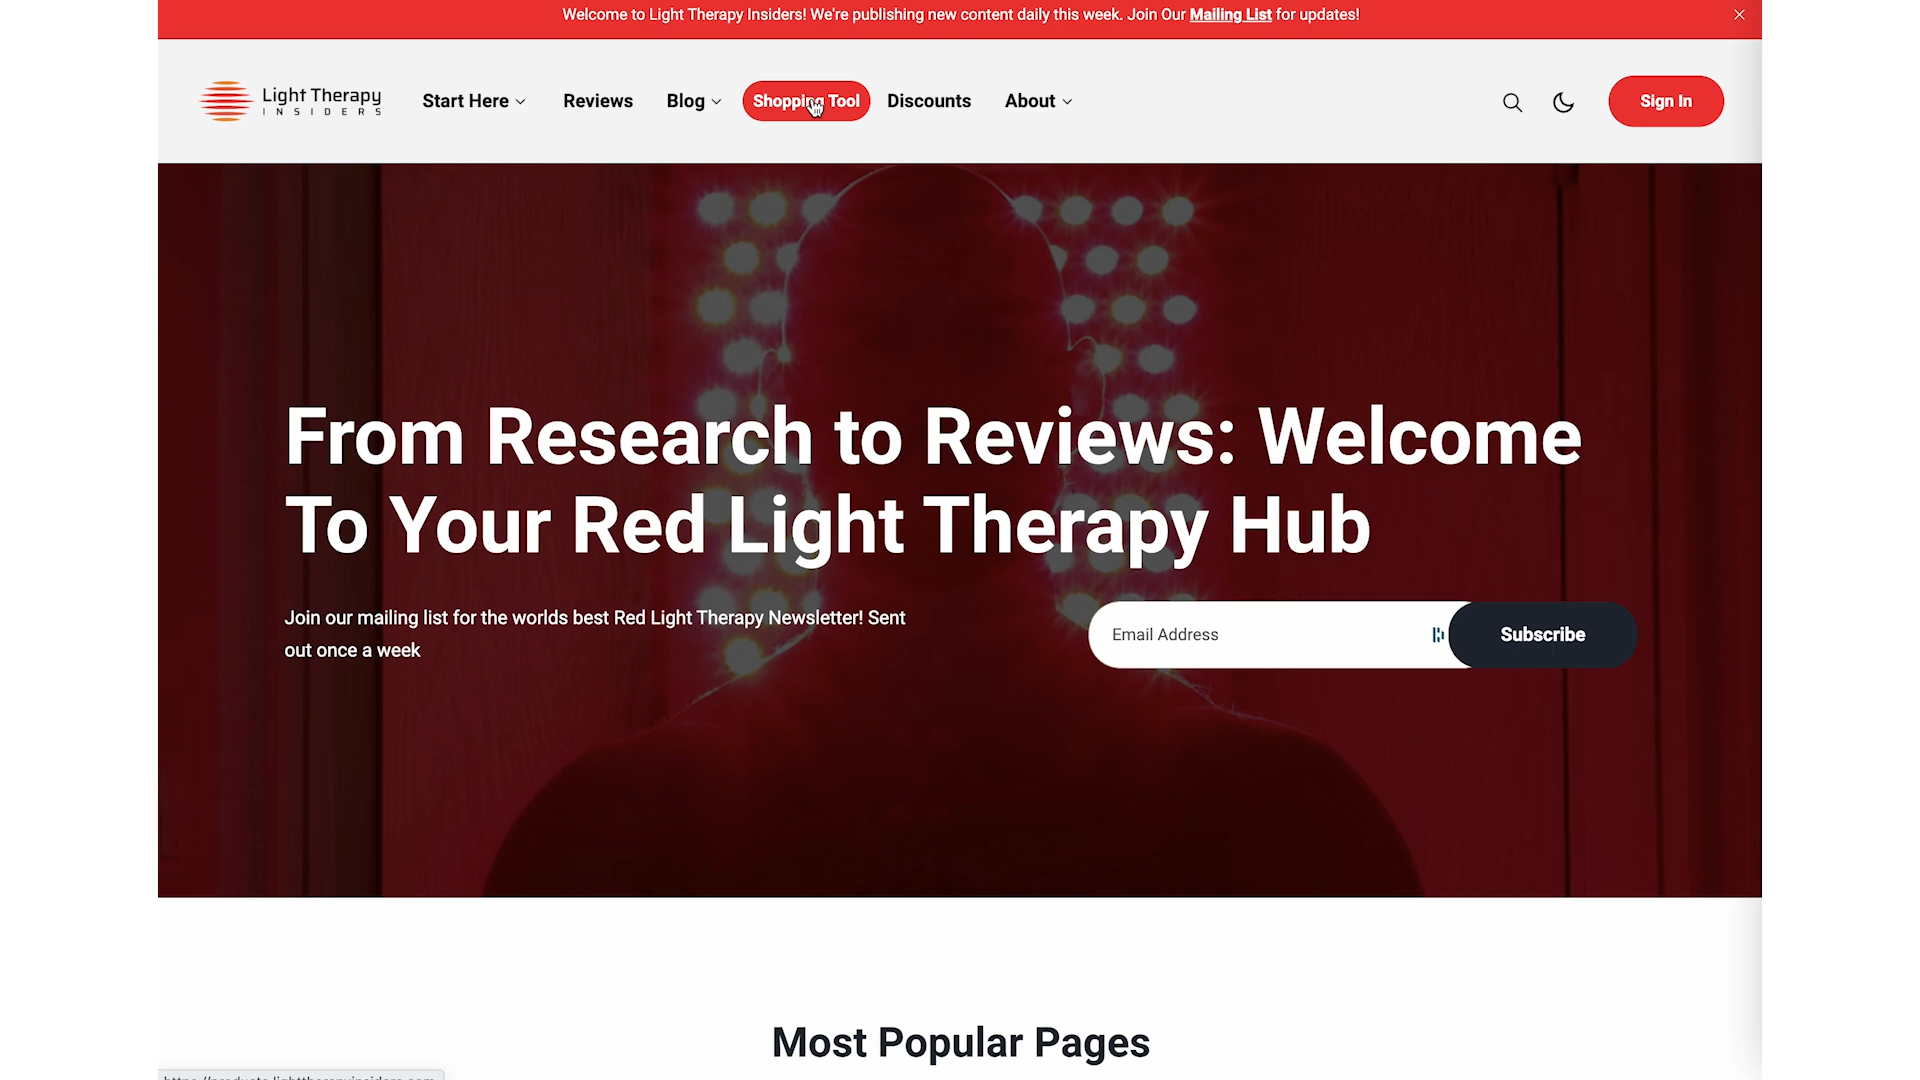 Welcome to Light Therapy Insiders! We're publishing new content daily this week. Join Our Mailing List for updates!
Light Therapy
INSIDERS
Start Here
Reviews
Blog
Shopping Tool
Discounts
About
Sign In
From Research to Reviews: Welcome
To Your Red Light Therapy Hub
Join our mailing list for the worlds best Red Light Therapy Newsletter! Sent
out once a week
Email Address
Subscribe
Most Popular Pages